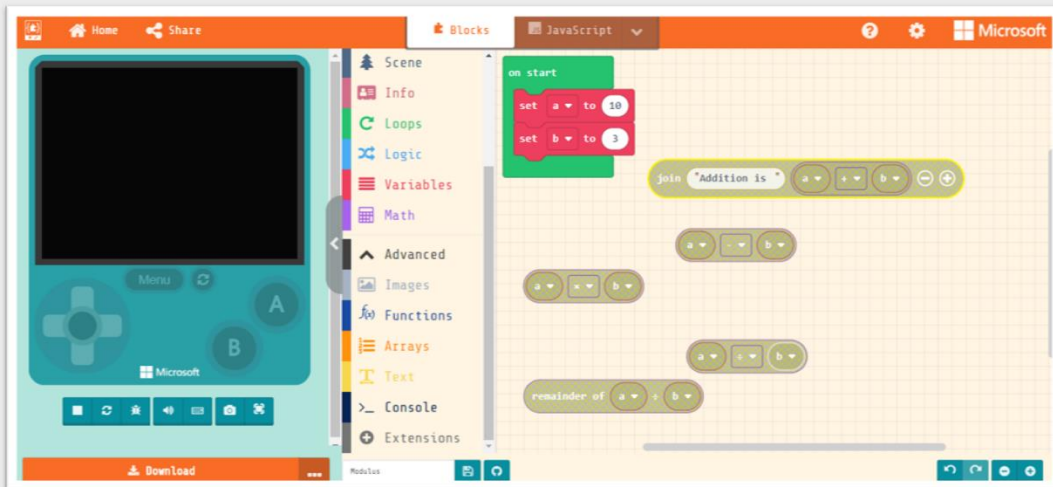 Home
Share
Blocks
JavaScript
Microsoft
Menu
A
B
Microsoft
Download
Scene
Info
Loops
Logic
Variables
Math
Advanced
Images
Functions
Arrays
Text
Console
Extensions
on start
set a to 10
set b to 3
join "Addition is " a + b
a - b
a × b
a ÷ b
remainder of a ÷ b
Modulus